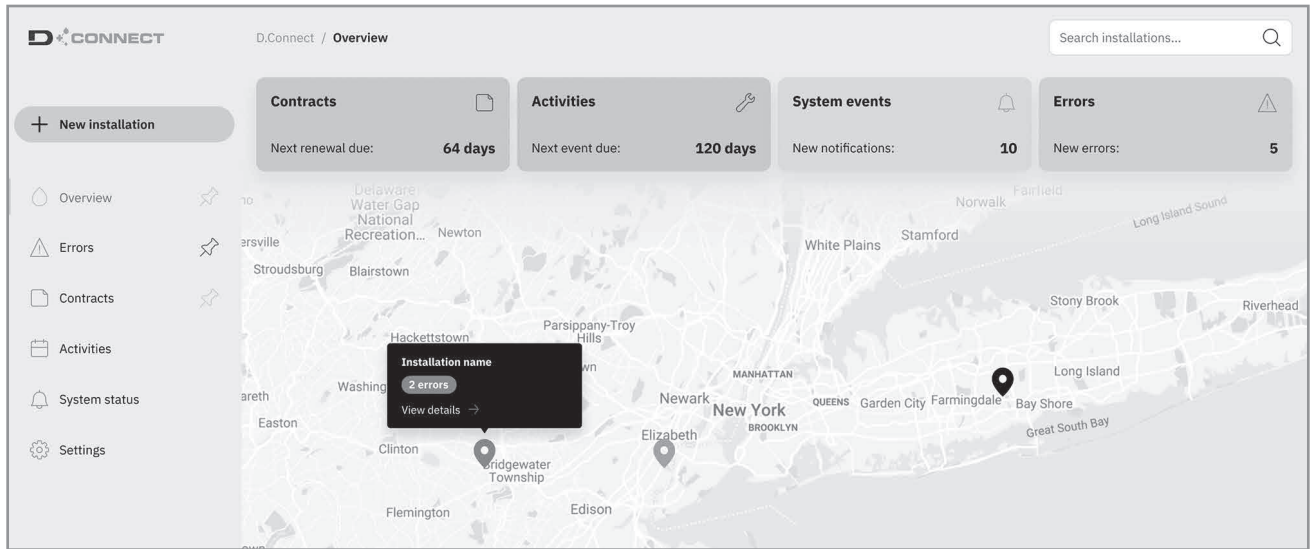 D CONNECT
D.Connect / Overview
Search installations...
New installation
Overview
Errors
Contracts
Activities
System status
Settings
Contracts
Next renewal due: 64 days
Activities
Next event due: 120 days
System events
New notifications: 10
Errors
New errors: 5
Delaware
Water Gap
National
Recreation...
Newton
Fairfield
Norwalk
Long Island Sound
Stamford
White Plains
ersville
Stroudsburg
Blairstown
Stony Brook
Riverhead
Parsippany-Troy
Hills
Hackettstown
Installation name
2 errors
View details →
wn
Washing
MANHATTAN
Long Island
areth
Newark
New York
QUEENS
Garden City
Farmingdale
Bay Shore
Easton
BROOKLYN
Great South Bay
Elizabeth
Clinton
Bridgewater
Township
Flemington
Edison